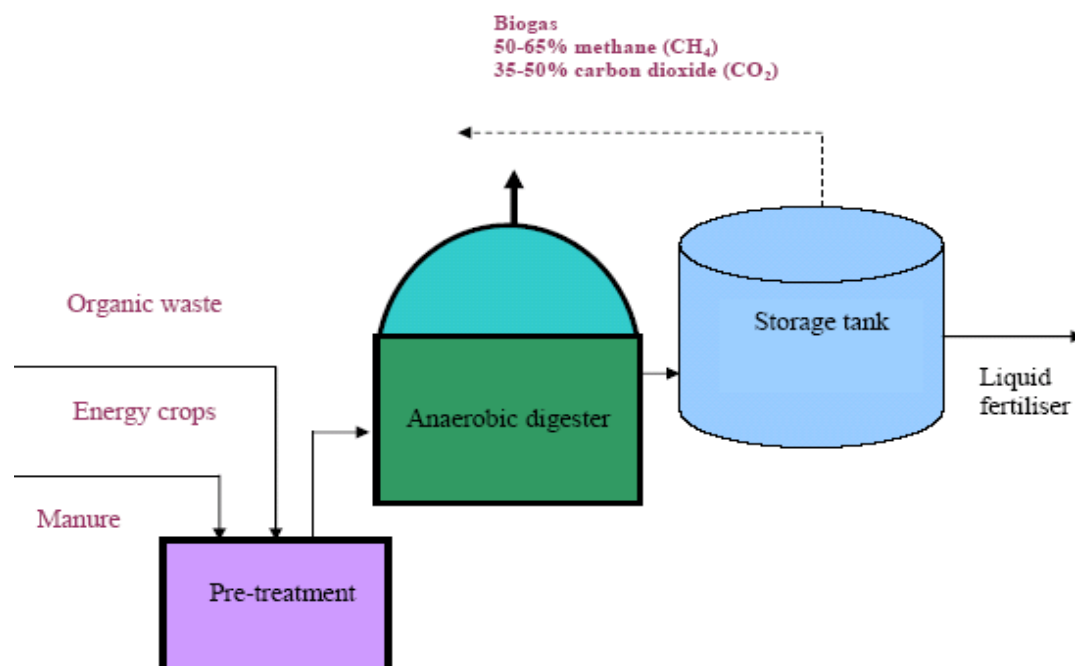 Biogas
50-65% methane (CH₄)
35-50% carbon dioxide (CO₂)
Organic waste
Storage tank
Liquid
fertiliser
Energy crops
Anaerobic digester
Manure
Pre-treatment